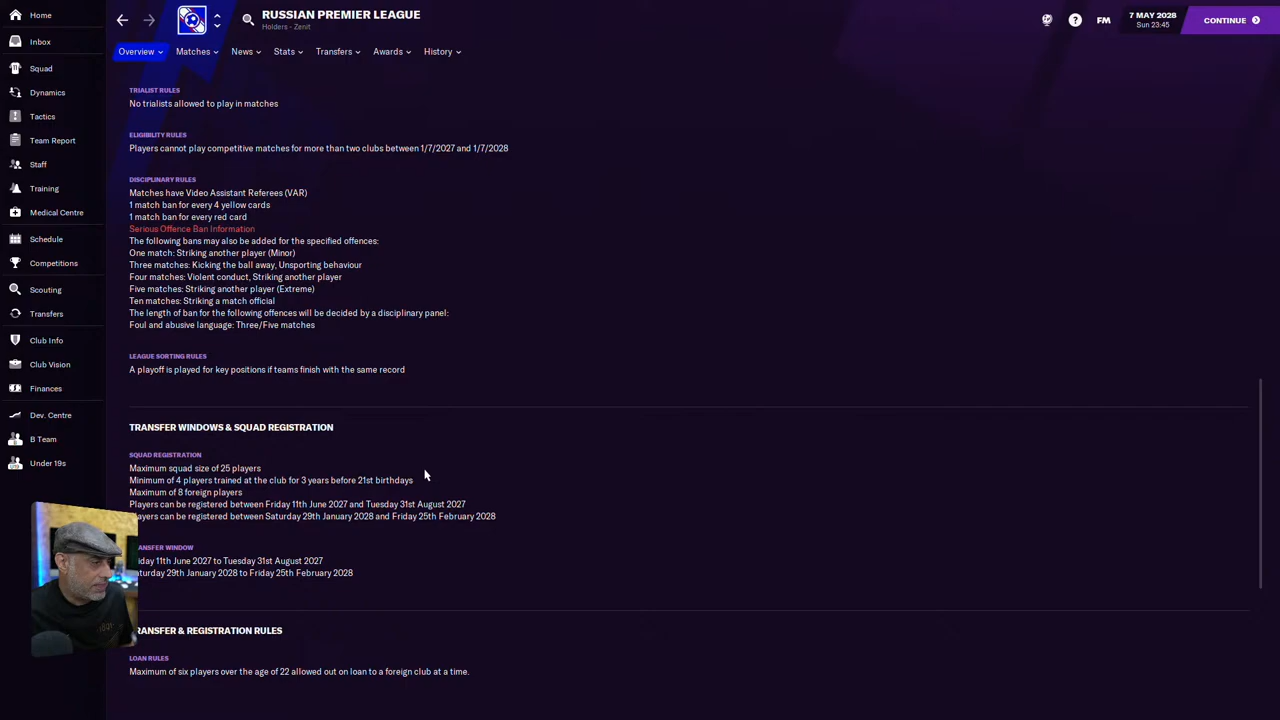 Home
Inbox
Squad
Dynamics
Tactics
Team Report
Staff
Training
Medical Centre
Schedule
Competitions
Scouting
Transfers
Club Info
Club Vision
Finances
Dev. Centre
B Team
Under 19s
RUSSIAN PREMIER LEAGUE
Holders - Zenit
FM
7 MAY 2028
Sun 23:45
CONTINUE
Overview
Matches
News
Stats
Transfers
Awards
History
TRIALIST RULES
No trialists allowed to play in matches
ELIGIBILITY RULES
Players cannot play competitive matches for more than two clubs between 1/7/2027 and 1/7/2028
DISCIPLINARY RULES
Matches have Video Assistant Referees (VAR)
1 match ban for every 4 yellow cards
1 match ban for every red card
Serious Offence Ban Information
The following bans may also be added for the specified offences:
One match: Striking another player (Minor)
Three matches: Kicking the ball away, Unsporting behaviour
Four matches: Violent conduct, Striking another player
Five matches: Striking another player (Extreme)
Ten matches: Striking a match official
The length of ban for the following offences will be decided by a disciplinary panel:
Foul and abusive language: Three/Five matches
LEAGUE SORTING RULES
A playoff is played for key positions if teams finish with the same record
TRANSFER WINDOWS & SQUAD REGISTRATION
SQUAD REGISTRATION
Maximum squad size of 25 players
Minimum of 4 players trained at the club for 3 years before 21st birthdays
Maximum of 8 foreign players
Players can be registered between Friday 11th June 2027 and Tuesday 31st August 2027
layers can be registered between Saturday 29th January 2028 and Friday 25th February 2028
ANSFER WINDOW
iday 11th June 2027 to Tuesday 31st August 2027
aturday 29th January 2028 to Friday 25th February 2028
RANSFER & REGISTRATION RULES
LOAN RULES
Maximum of six players over the age of 22 allowed out on loan to a foreign club at a time.